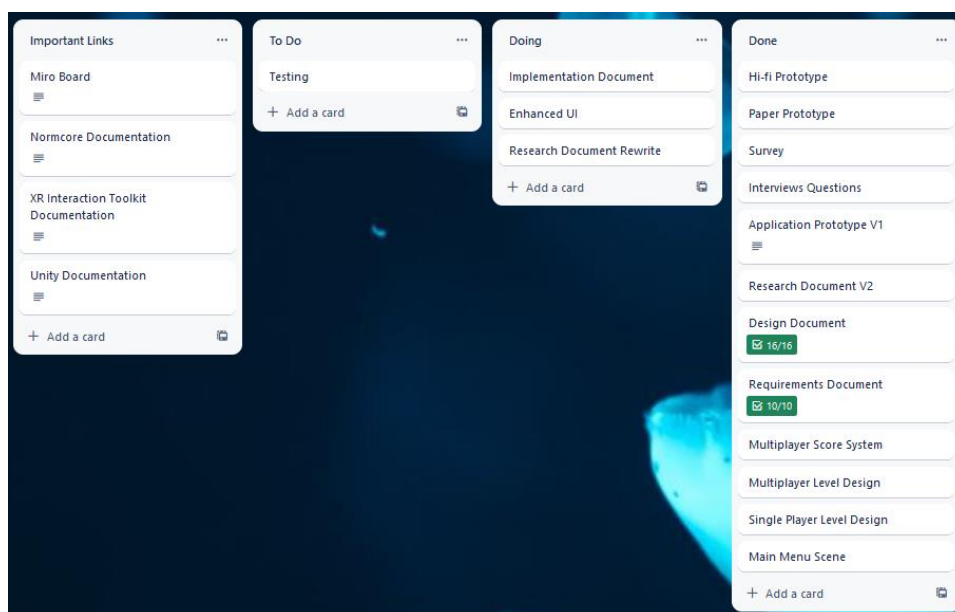 Important Links
Miro Board
Normcore Documentation
XR Interaction Toolkit
Documentation
Unity Documentation
+ Add a card
To Do
Testing
+ Add a card
Doing
Implementation Document
Enhanced UI
Research Document Rewrite
+ Add a card
Done
Hi-fi Prototype
Paper Prototype
Survey
Interviews Questions
Application Prototype V1
Research Document V2
Design Document
16/16
Requirements Document
10/10
Multiplayer Score System
Multiplayer Level Design
Single Player Level Design
Main Menu Scene
+ Add a card